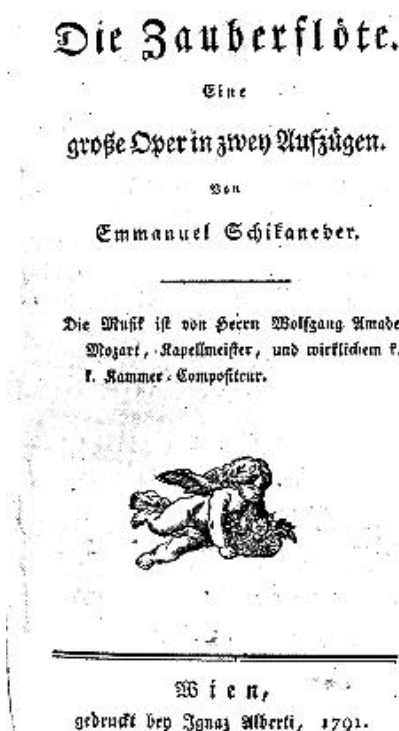 Die Zauberflöte.
Eine
große Oper in zwey Aufzügen.
Von
Emmanuel Schikaneder.
Die Musik ist von Herrn Wolfgang Amade
Mozart, Kapellmeister, und wirklichem k.
k. Kammer-Compositeur.
Wien,
gedruckt bey Ignaz Alberti, 1791.